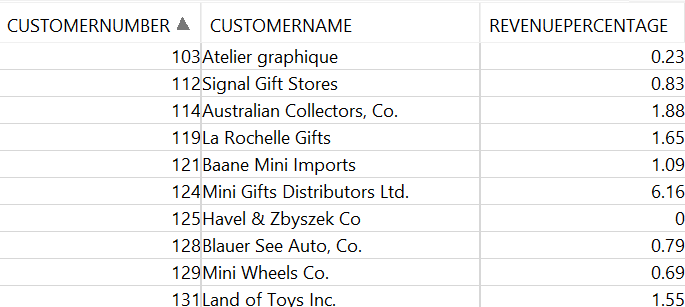 CUSTOMERNUMBER CUSTOMERNAME REVENUEPERCENTAGE
103 Atelier graphique 0.23
112 Signal Gift Stores 0.83
114 Australian Collectors, Co. 1.88
119 La Rochelle Gifts 1.65
121 Baane Mini Imports 1.09
124 Mini Gifts Distributors Ltd. 6.16
125 Havel & Zbyszek Co 0
128 Blauer See Auto, Co. 0.79
129 Mini Wheels Co. 0.69
131 Land of Toys Inc. 1.55